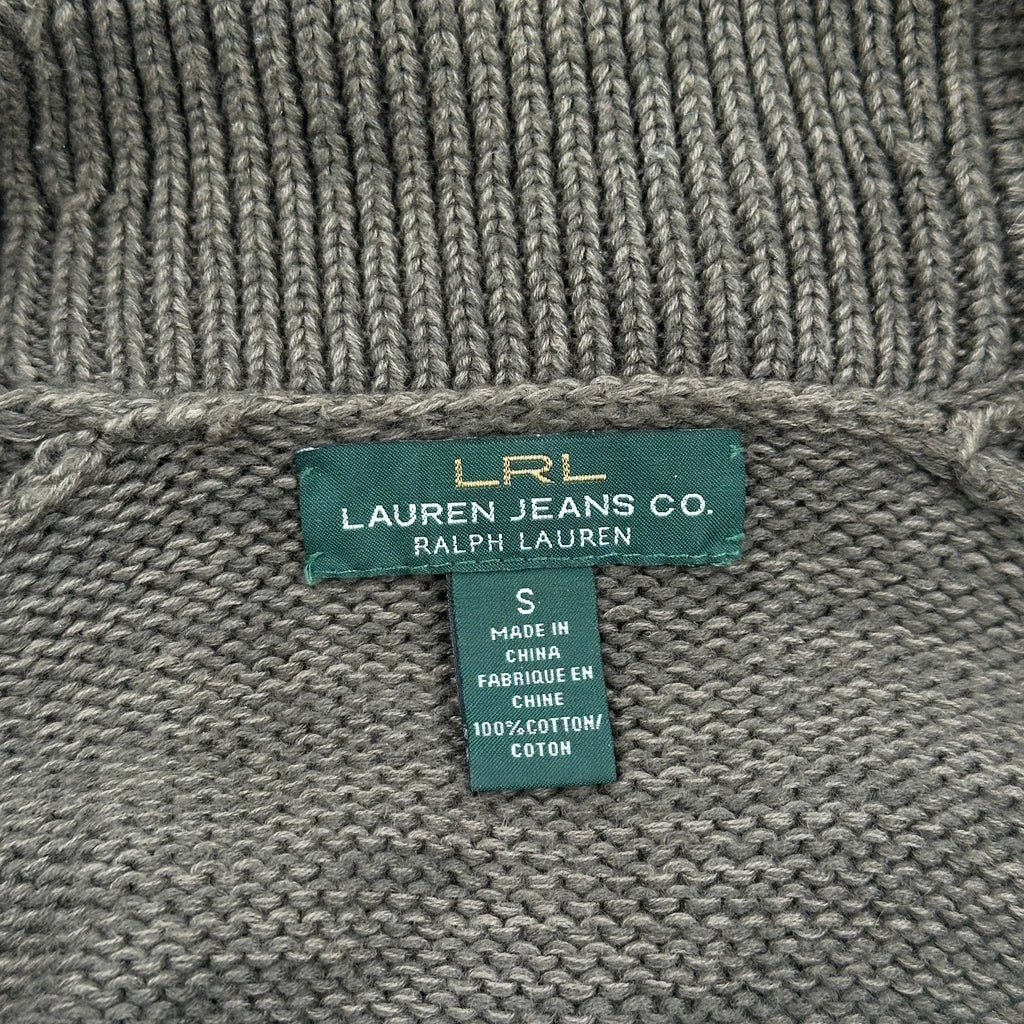 LRL
LAUREN JEANS CO.
RALPH LAUREN
S
MADE IN
CHINA
FABRIQUE EN
CHINE
100%COTTON/
COTON